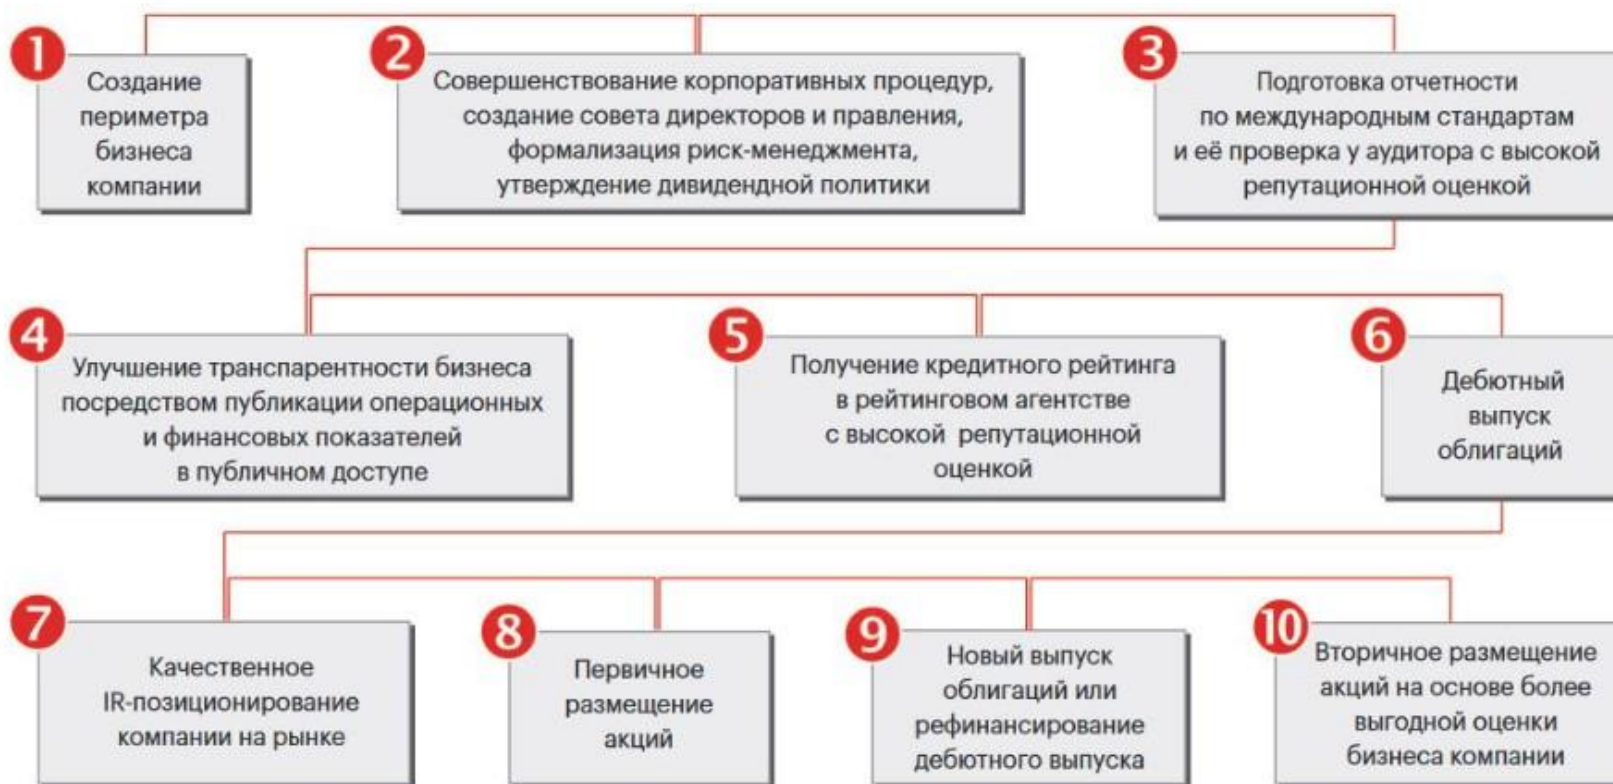 1
Создание
периметра
бизнеса
компании
2
Совершенствование корпоративных процедур,
создание совета директоров и правления,
формализация риск-менеджмента,
утверждение дивидендной политики
3
Подготовка отчетности
по международным стандартам
и её проверка у аудитора с высокой
репутационной оценкой
4
Улучшение транспарентности бизнеса
посредством публикации операционных
и финансовых показателей
в публичном доступе
5
Получение кредитного рейтинга
в рейтинговом агентстве
с высокой репутационной
оценкой
6
Дебютный
выпуск
облигаций
7
Качественное
IR-позиционирование
компании на рынке
8
Первичное
размещение
акций
9
Новый выпуск
облигаций или
рефинансирование
дебютного выпуска
10
Вторичное размещение
акций на основе более
выгодной оценки
бизнеса компании